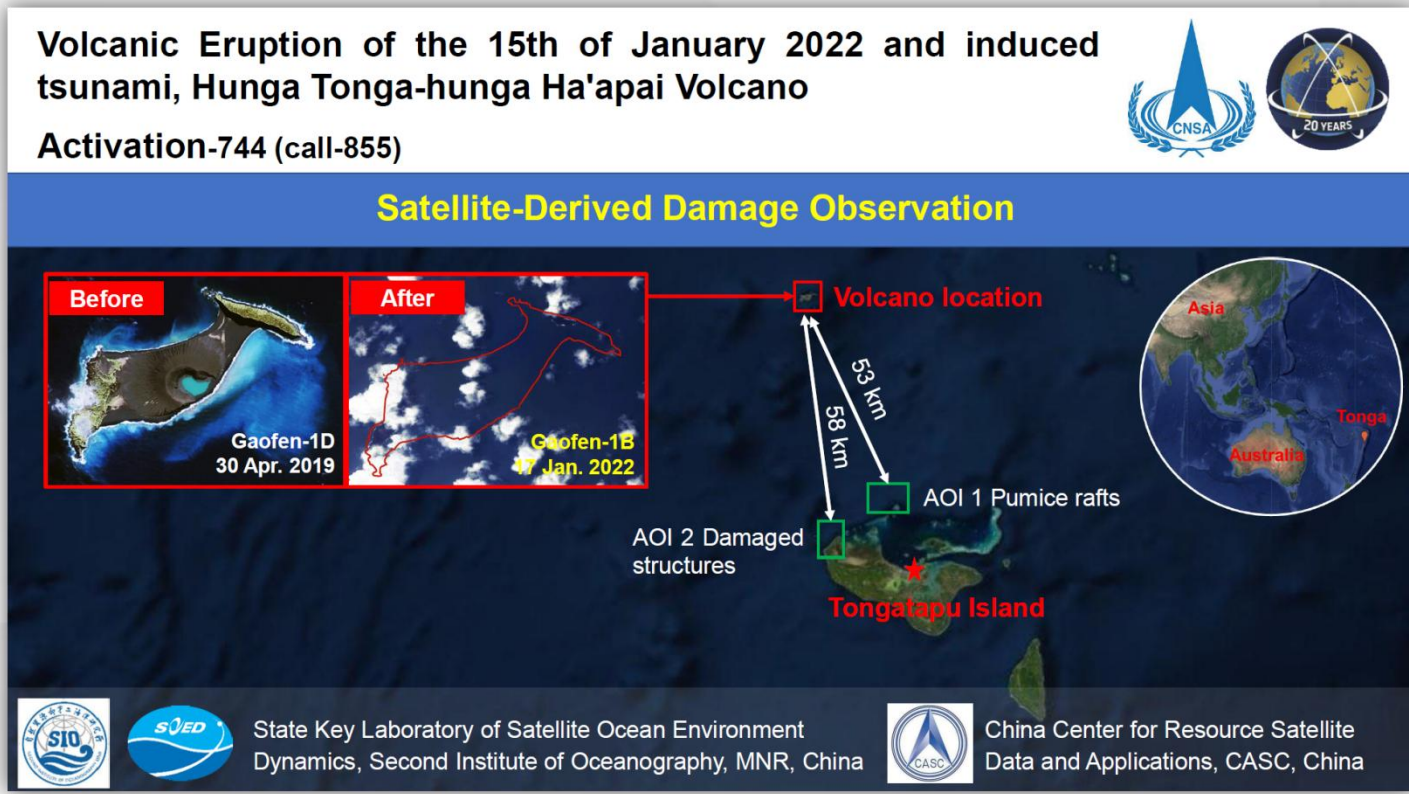 Volcanic Eruption of the 15th of January 2022 and induced
tsunami, Hunga Tonga-hunga Ha'apai Volcano
Activation-744 (call-855)
CNSA
20 YEARS
Satellite-Derived Damage Observation
Before
Gaofen-1D
30 Apr. 2019
After
Gaofen-1B
17 Jan. 2022
Volcano location
53 km
58 km
AOI 1 Pumice rafts
AOI 2 Damaged
structures
Tongatapu Island
Asia
Tonga
Australia
SIO
SOED
State Key Laboratory of Satellite Ocean Environment
Dynamics, Second Institute of Oceanography, MNR, China
CASC
China Center for Resource Satellite
Data and Applications, CASC, China